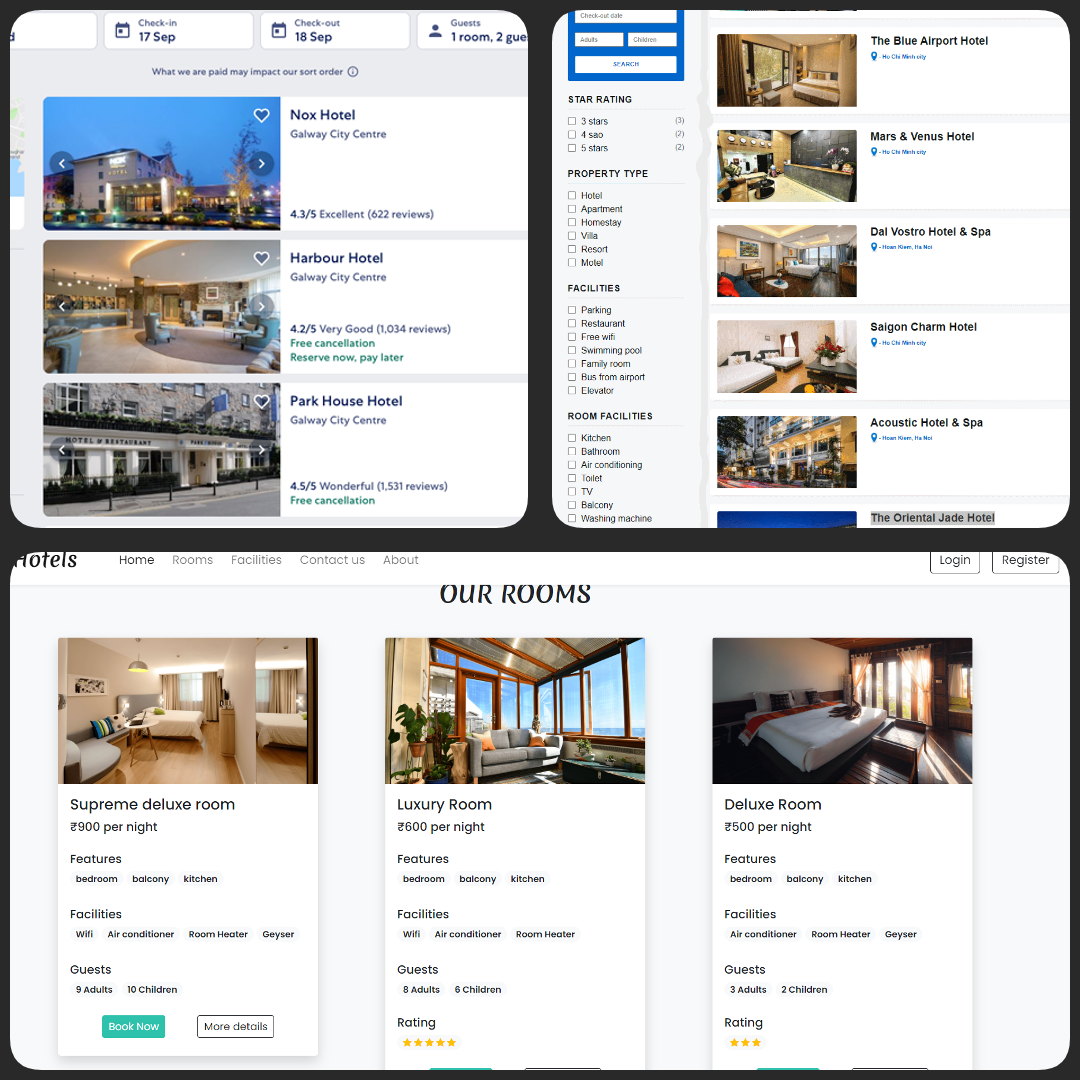 d
Check-in
17 Sep
Check-out
18 Sep
Guests
1 room, 2 gue
What we are paid may impact our sort order
Nox Hotel
Galway City Centre
NOX
HOTEL
4.3/5 Excellent (622 reviews)
Harbour Hotel
Galway City Centre
4.2/5 Very Good (1,034 reviews)
Free cancellation
Reserve now, pay later
Park House Hotel
Galway City Centre
HOTEL & RESTAURANT
4.5/5 Wonderful (1,531 reviews)
Free cancellation
Check-out date
Adults
Children
SEARCH
STAR RATING
3 stars (3)
4 sao (2)
5 stars (2)
PROPERTY TYPE
Hotel
Apartment
Homestay
Villa
Resort
Motel
FACILITIES
Parking
Restaurant
Free wifi
Swimming pool
Family room
Bus from airport
Elevator
ROOM FACILITIES
Kitchen
Bathroom
Air conditioning
Toilet
TV
Balcony
Washing machine
The Blue Airport Hotel
- Ho Chi Minh city
Mars & Venus Hotel
- Ho Chi Minh city
Dal Vostro Hotel & Spa
- Hoan Kiem, Ha Noi
Saigon Charm Hotel
- Ho Chi Minh city
Acoustic Hotel & Spa
- Hoan Kiem, Ha Noi
The Oriental Jade Hotel
Hotels
Home
Rooms
Facilities
Contact us
About
Login
Register
OUR ROOMS
Supreme deluxe room
₹900 per night
Features
bedroom balcony kitchen
Facilities
Wifi Air conditioner Room Heater Geyser
Guests
9 Adults 10 Children
Book Now
More details
Luxury Room
₹600 per night
Features
bedroom balcony kitchen
Facilities
Wifi Air conditioner Room Heater
Guests
8 Adults 6 Children
Rating
Deluxe Room
₹500 per night
Features
bedroom balcony kitchen
Facilities
Air conditioner Room Heater Geyser
Guests
3 Adults 2 Children
Rating